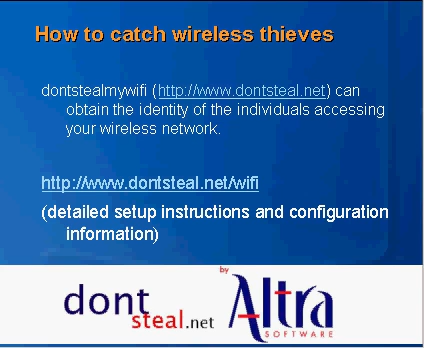 How to catch wireless thieves
dontstealmywifi (http://www.dontsteal.net) can
obtain the identity of the individuals accessing
your wireless network.
http://www.dontsteal.net/wifi
(detailed setup instructions and configuration
information)
dont
steal.net
by
Altra
SOFTWARE